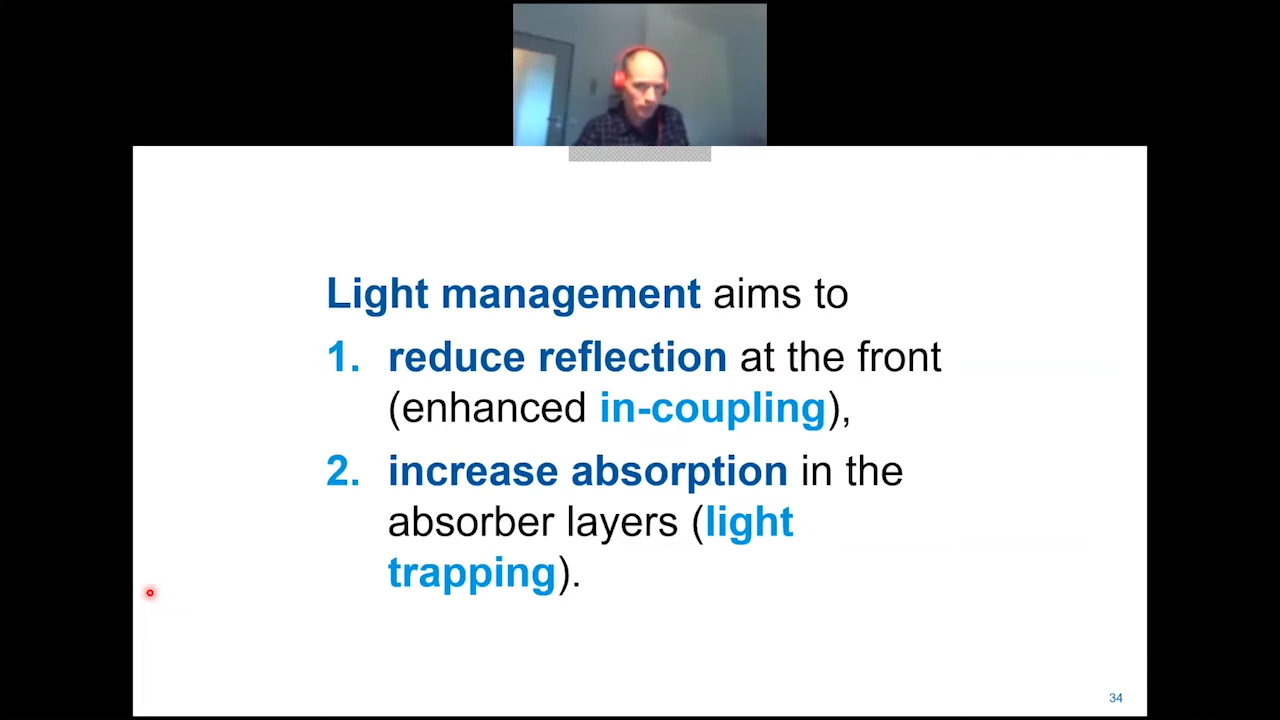 Light management aims to
1. reduce reflection at the front
(enhanced in-coupling),
2. increase absorption in the
absorber layers (light
trapping).
34